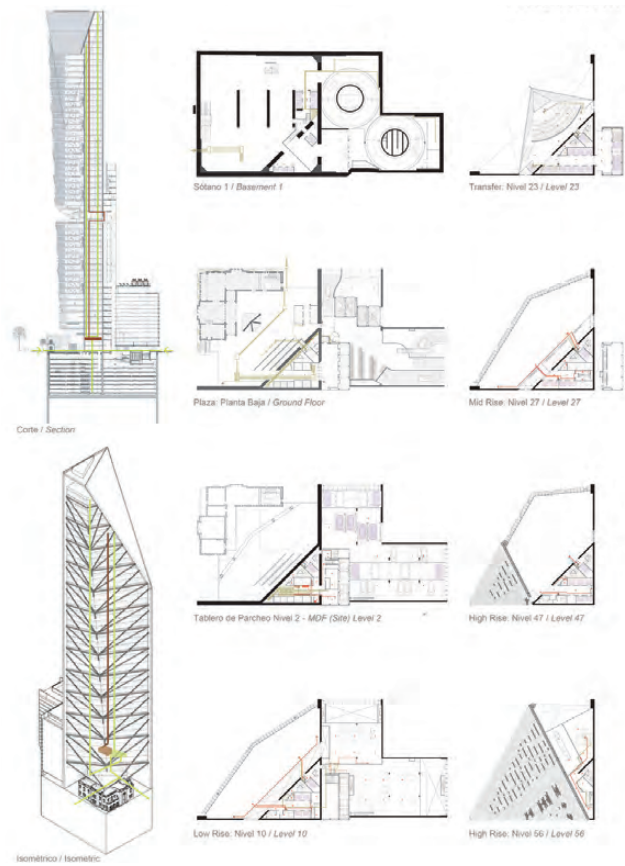 Sótano 1 / Basement 1
Transfer: Nivel 23 / Level 23
Plaza: Planta Baja / Ground Floor
Mid Rise: Nivel 27 / Level 27
Corte / Section
Tablero de Parcheo Nivel 2 - MDF (Site) Level 2
High Rise: Nivel 47 / Level 47
Low Rise: Nivel 10 / Level 10
High Rise: Nivel 56 / Level 56
Isométrico / Isometric